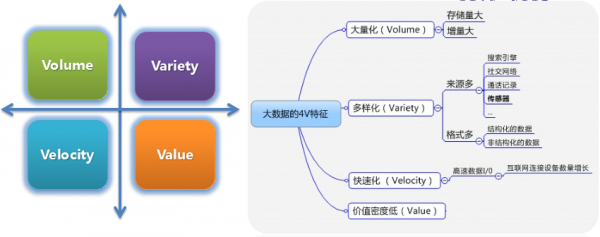 Volume
Variety
Velocity
Value
大数据的4V特征
大量化（Volume）
存储量大
增量大
多样化（Variety）
来源多
搜索引擎
社交网络
通话记录
传感器
...
格式多
结构化的数据
非结构化的数据
快速化（Velocity）
高速数据I/0
互联网连接设备数量增长
价值密度低（Value）